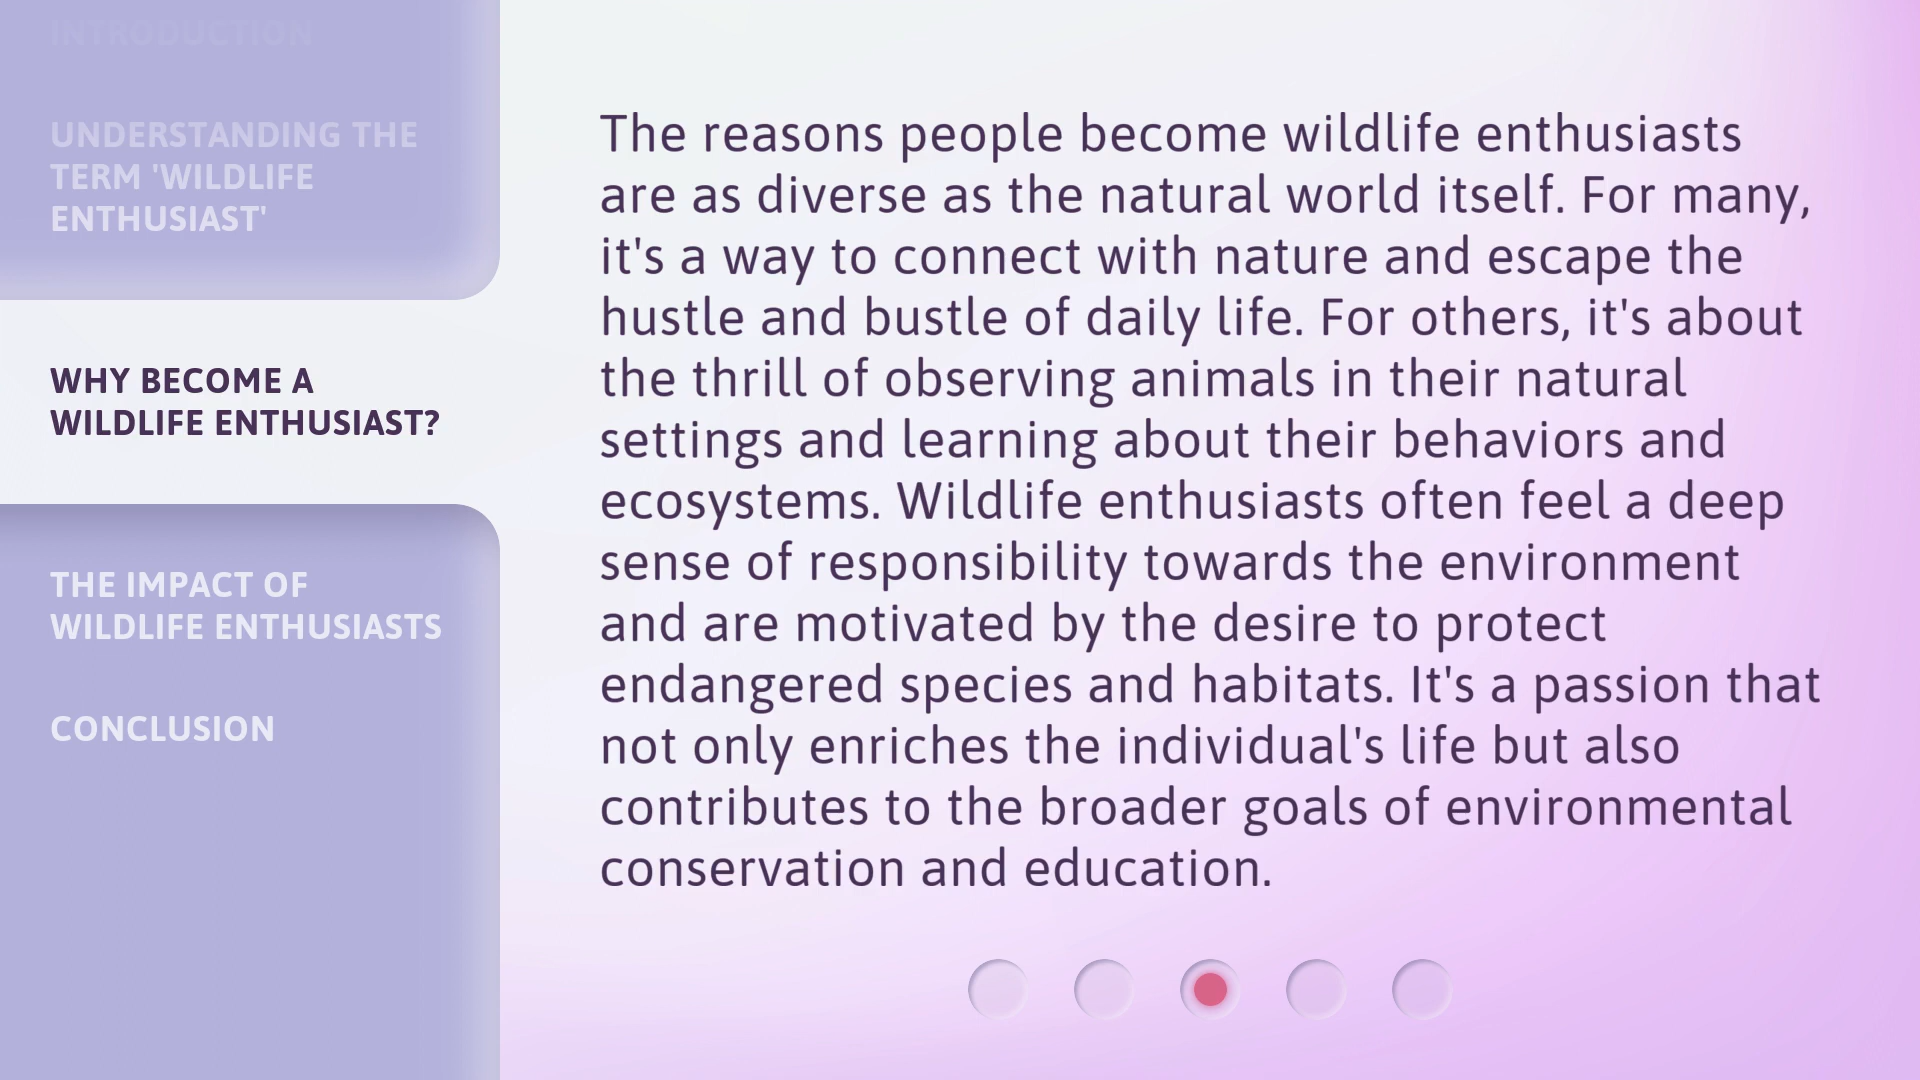 INTRODUCTION
UNDERSTANDING THE
TERM 'WILDLIFE
ENTHUSIAST'
WHY BECOME A
WILDLIFE ENTHUSIAST?
THE IMPACT OF
WILDLIFE ENTHUSIASTS
CONCLUSION
The reasons people become wildlife enthusiasts
are as diverse as the natural world itself. For many,
it's a way to connect with nature and escape the
hustle and bustle of daily life. For others, it's about
the thrill of observing animals in their natural
settings and learning about their behaviors and
ecosystems. Wildlife enthusiasts often feel a deep
sense of responsibility towards the environment
and are motivated by the desire to protect
endangered species and habitats. It's a passion that
not only enriches the individual's life but also
contributes to the broader goals of environmental
conservation and education.